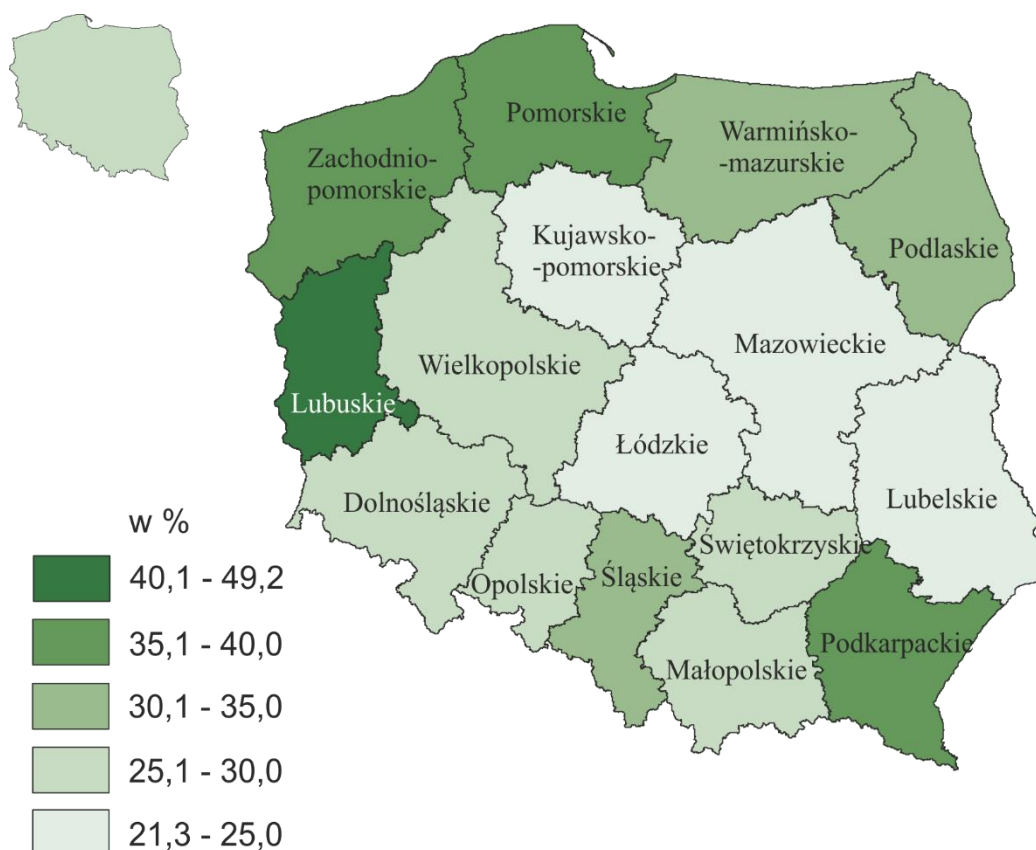 Pomorskie
Zachodnio-
pomorskie
Warmińsko-
-mazurskie
Podlaskie
Kujawsko-
-pomorskie
Mazowieckie
Wielkopolskie
Lubuskie
Łódzkie
Lubelskie
Dolnośląskie
Świętokrzyskie
Opolskie
Śląskie
Podkarpackie
Małopolskie
w %
40,1 - 49,2
35,1 - 40,0
30,1 - 35,0
25,1 - 30,0
21,3 - 25,0